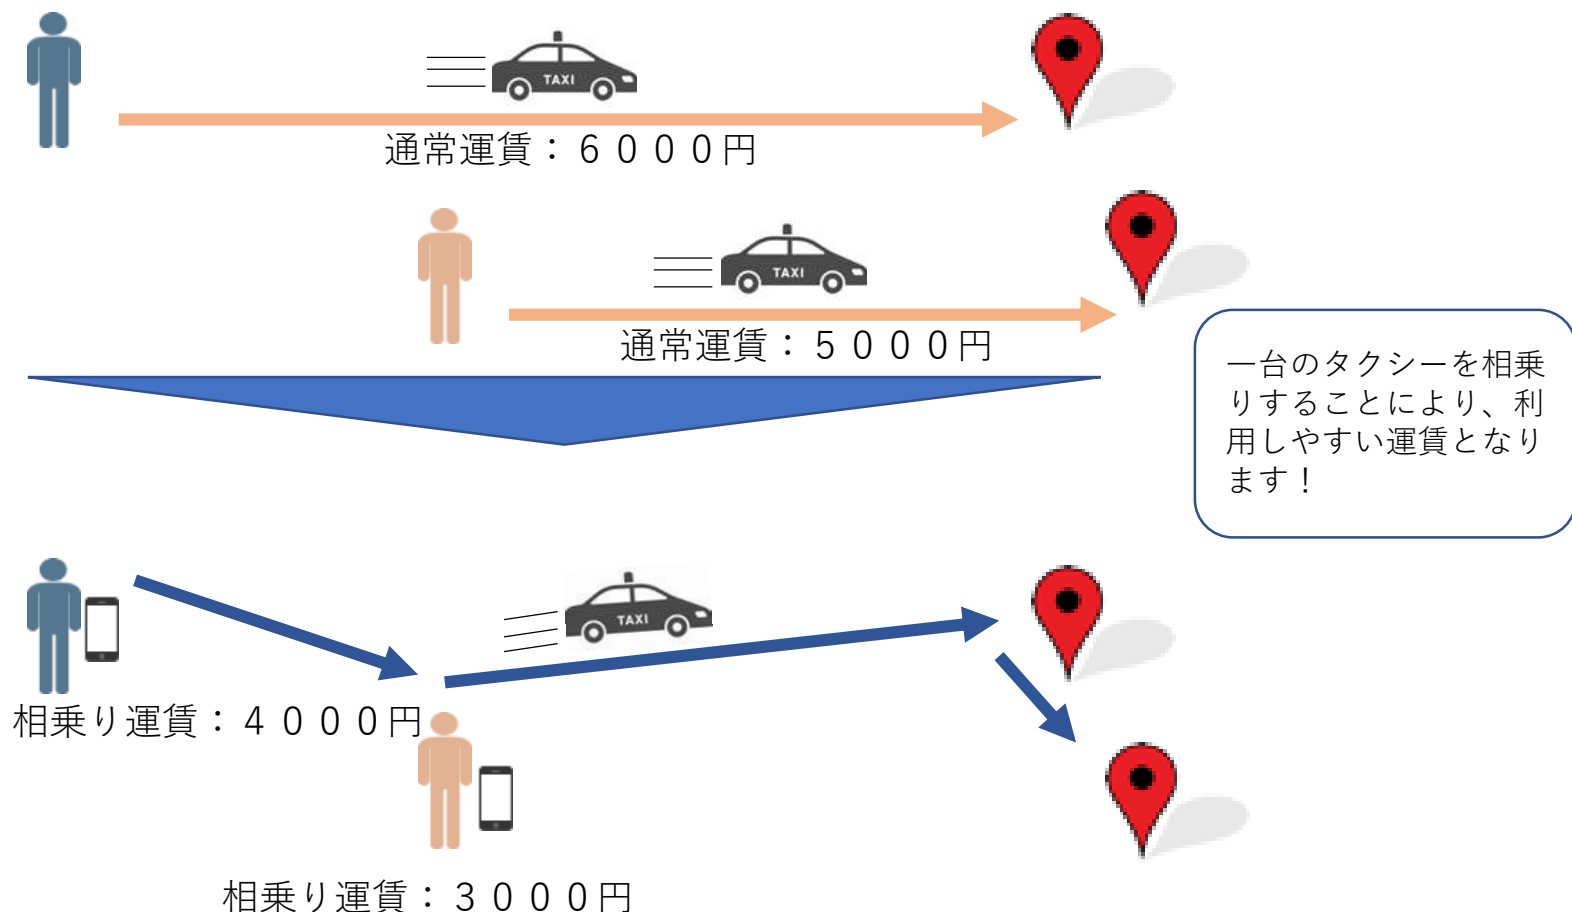 TAXI
通常運賃：６０００円
TAXI
通常運賃：５０００円
一台のタクシーを相乗
りすることにより、利
用しやすい運賃となり
ます！
TAXI
相乗り運賃：４０００円
相乗り運賃：３０００円